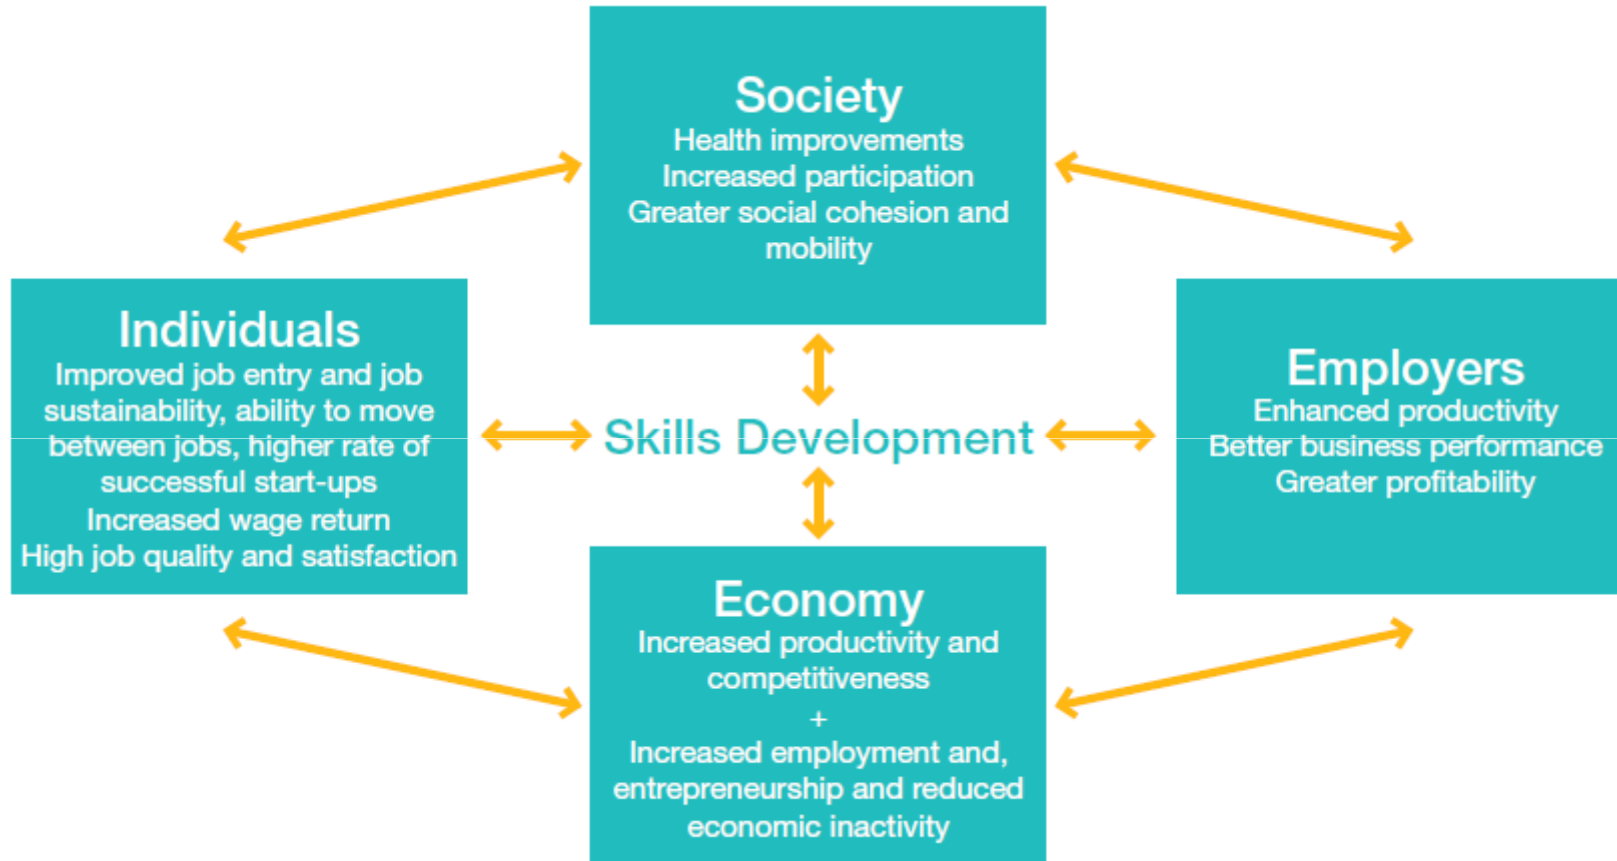 Society
Health improvements
Increased participation
Greater social cohesion and
mobility
Individuals
Improved job entry and job
sustainability, ability to move
between jobs, higher rate of
successful start-ups
Increased wage return
High job quality and satisfaction
Skills Development
Employers
Enhanced productivity
Better business performance
Greater profitability
Economy
Increased productivity and
competitiveness
+
Increased employment and,
entrepreneurship and reduced
economic inactivity